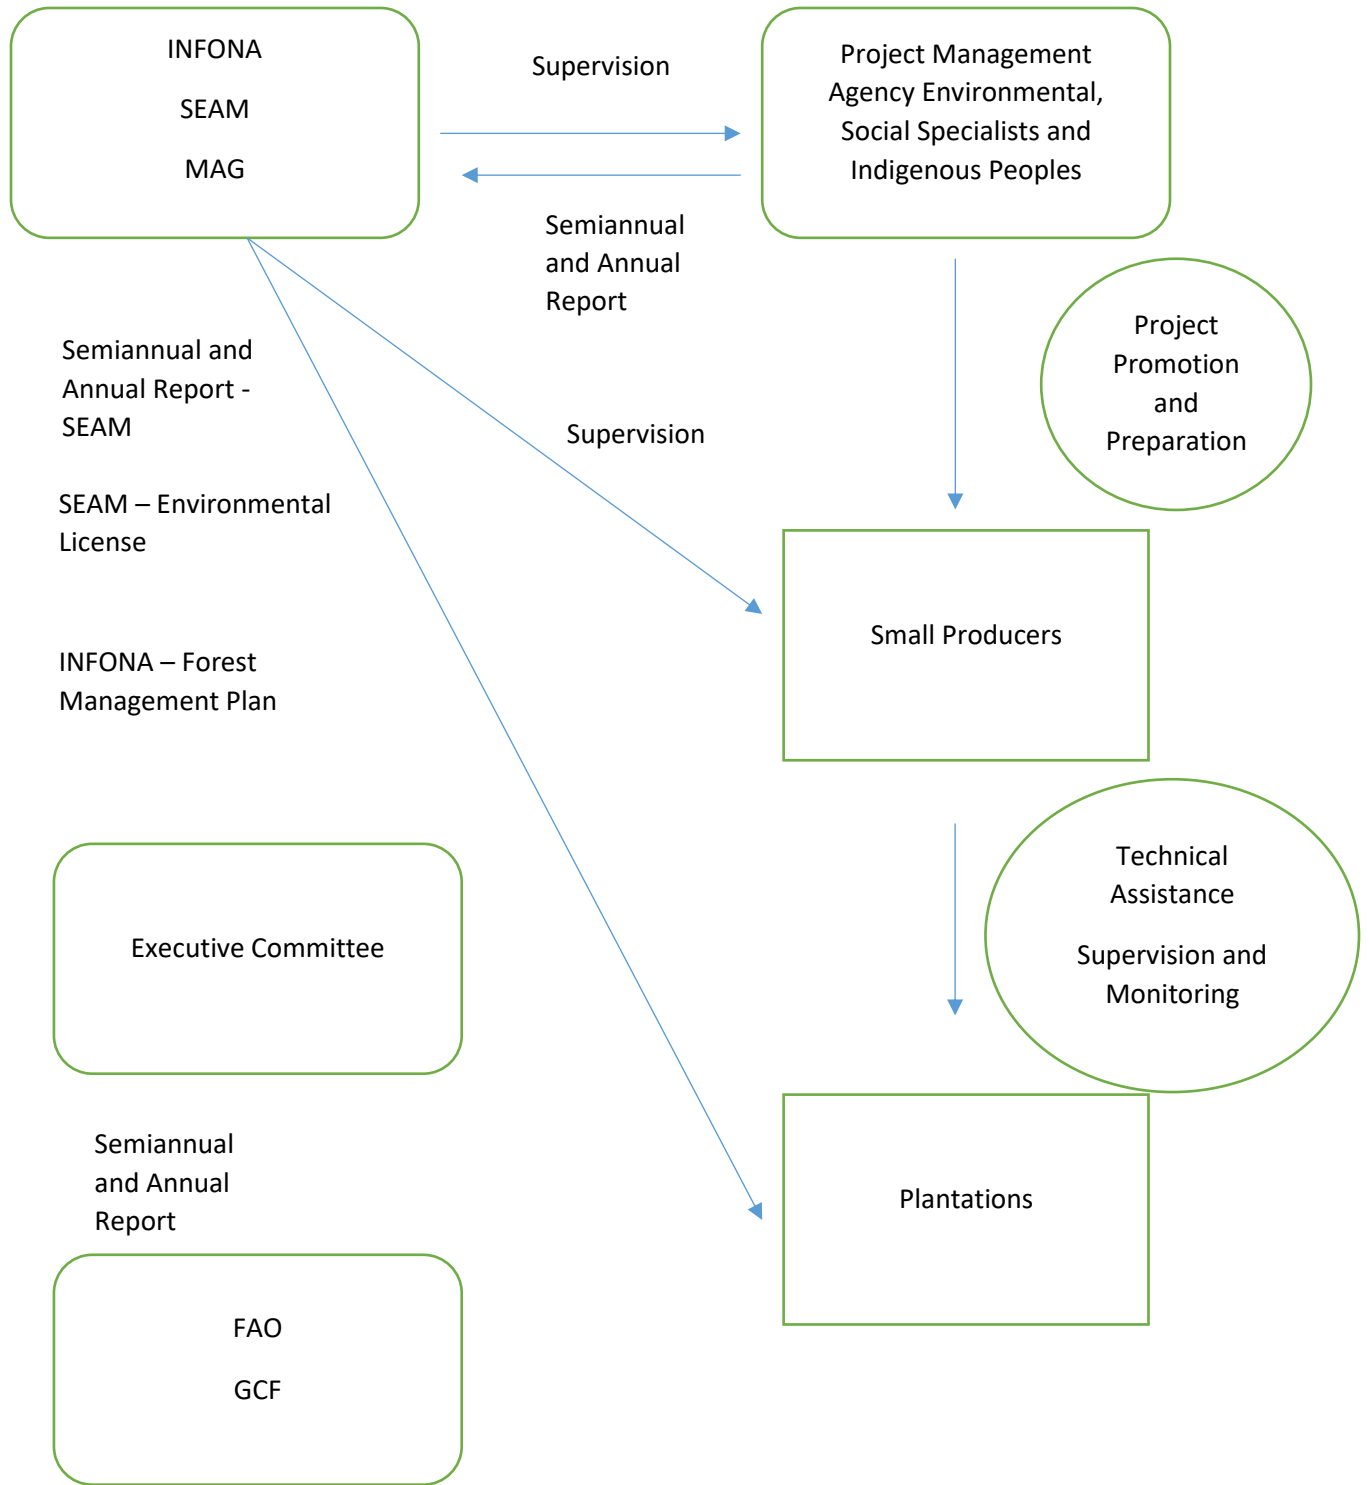 INFONA
SEAM
MAG
Supervision
Project Management
Agency Environmental,
Social Specialists and
Indigenous Peoples
Semiannual
and Annual
Report
Project
Promotion
and
Preparation
Semiannual and
Annual Report -
SEAM
Supervision
SEAM – Environmental
License
Small Producers
INFONA – Forest
Management Plan
Technical
Assistance
Supervision and
Monitoring
Executive Committee
Semiannual
and Annual
Report
Plantations
FAO
GCF